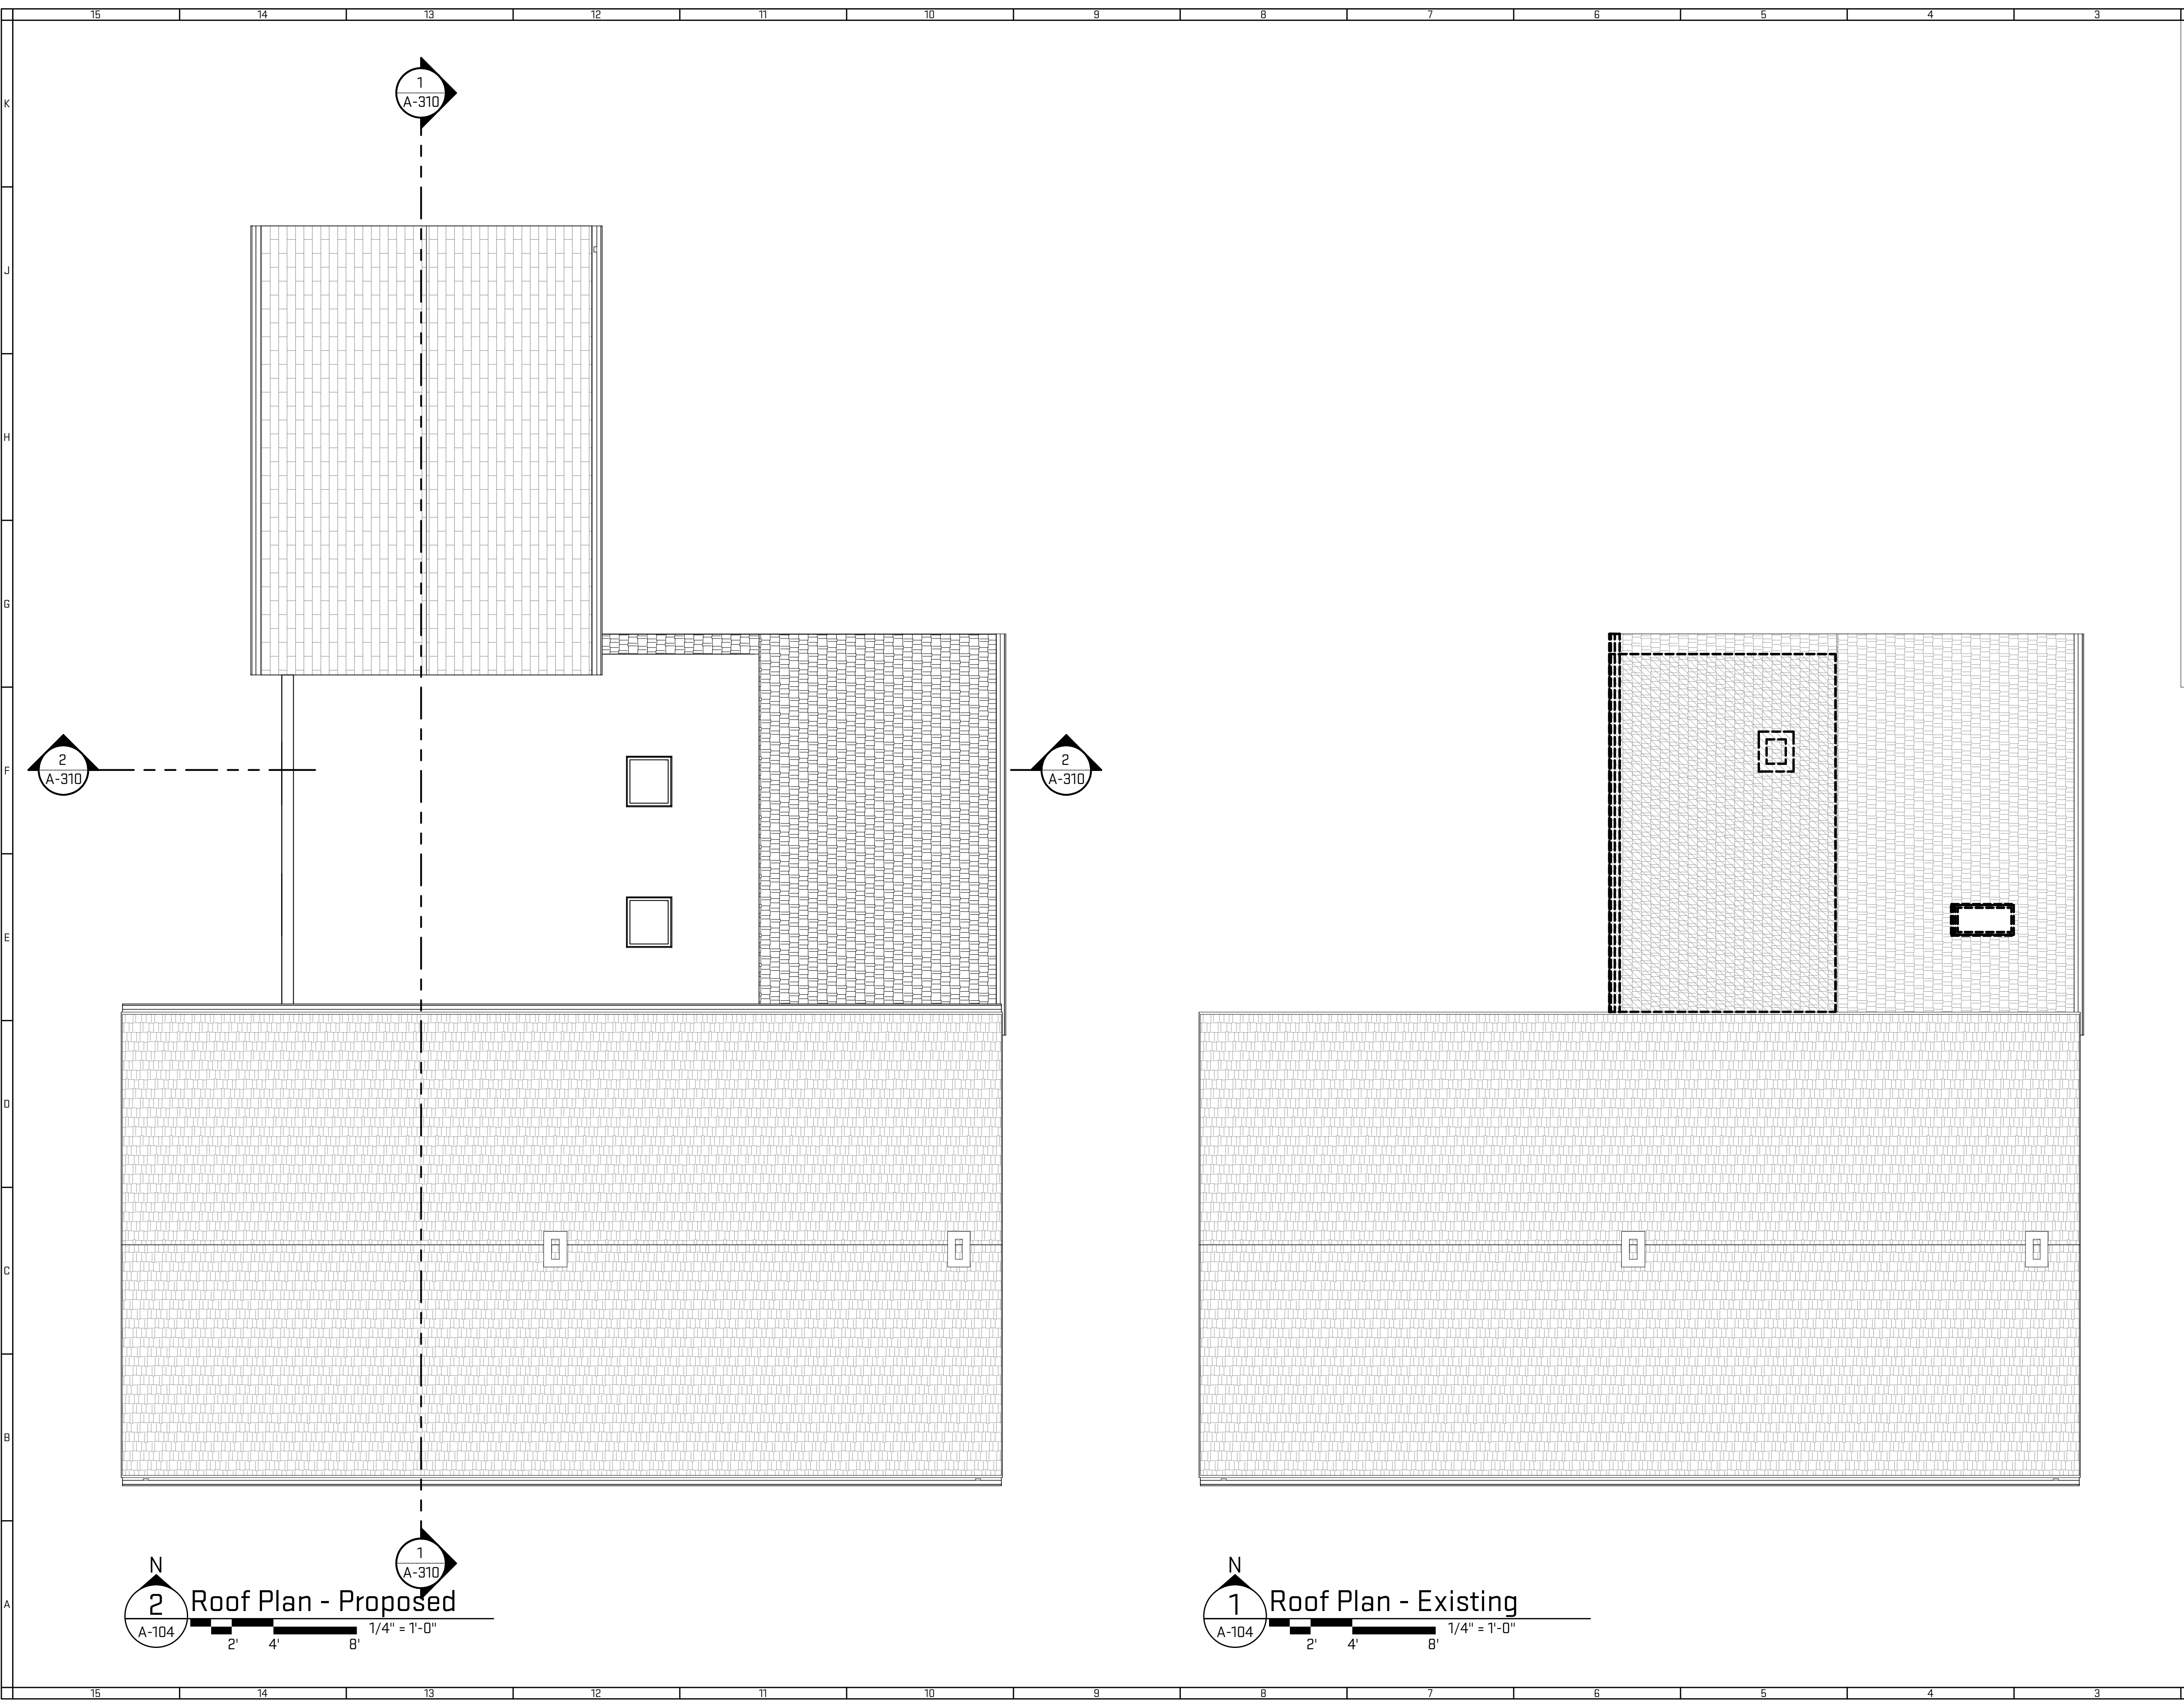 15 14 13 12 11 10 9 8 7 6 5 4 3
K
1
A-310
J
H
G
F
2
A-310
2
A-310
E
D
C
B
A
1
A-310
N
2
A-104
Roof Plan - Proposed
1/4" = 1'-0"
2' 4' 8'
N
1
A-104
Roof Plan - Existing
1/4" = 1'-0"
2' 4' 8'
15 14 13 12 11 10 9 8 7 6 5 4 3